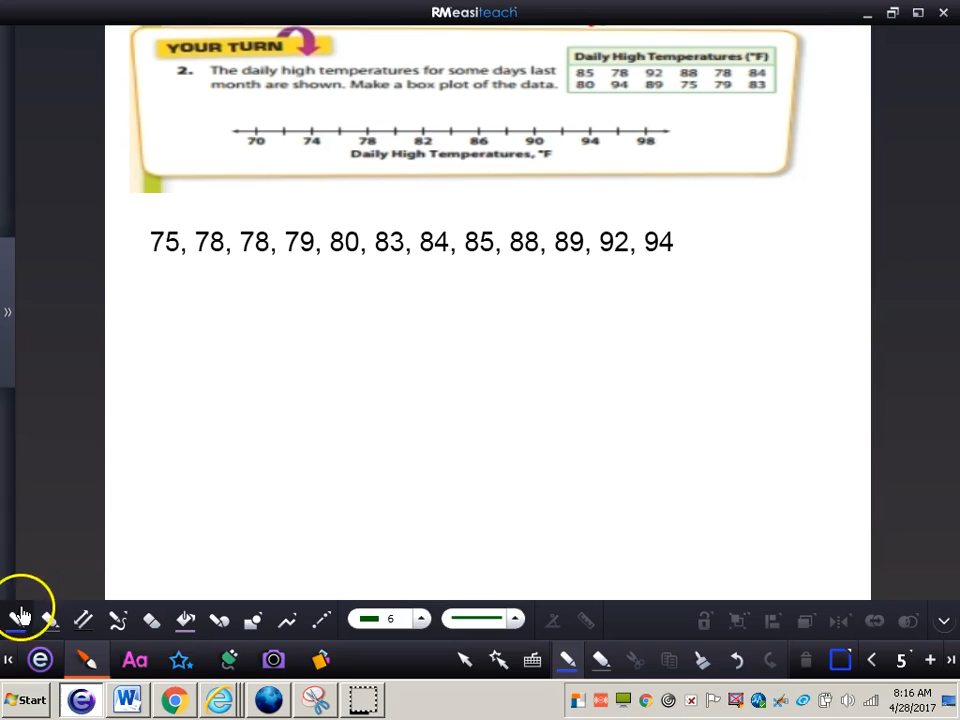 RMeasiteach
YOUR TURN
2. The daily high temperatures for some days last
month are shown. Make a box plot of the data.
Daily High Temperatures (°F)
85 78 92 88 78 84
80 94 89 75 79 83
70 74 78 82 86 90 94 98
Daily High Temperatures, °F
75, 78, 78, 79, 80, 83, 84, 85, 88, 89, 92, 94
6
Aa
5
Start
8:16 AM
4/28/2017